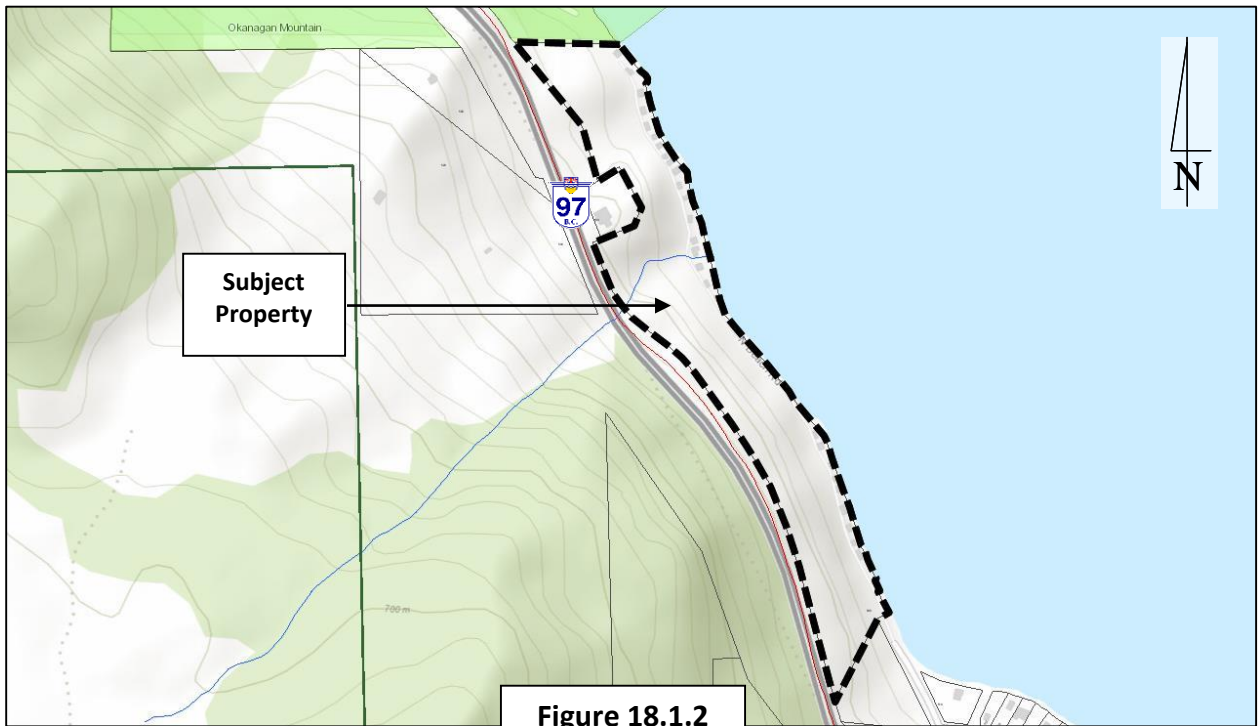 Okanagan Mountain
N
97
B.C.
Subject
Property
700 m
Figure 18.1.2